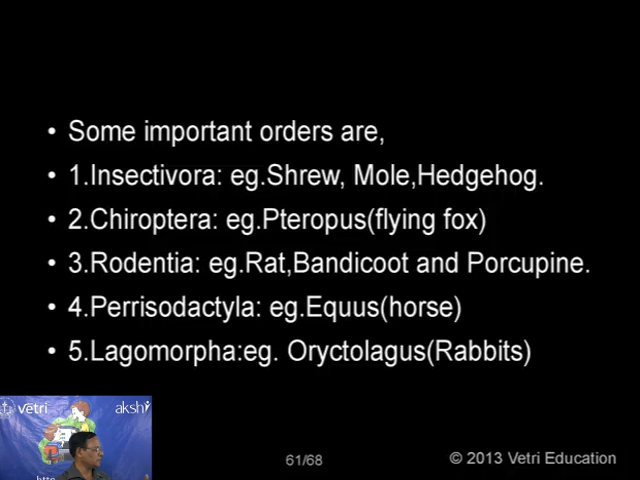 • Some important orders are,
• 1.Insectivora: eg.Shrew, Mole,Hedgehog.
• 2.Chiroptera: eg.Pteropus(flying fox)
• 3.Rodentia: eg.Rat,Bandicoot and Porcupine.
• 4.Perrisodactyla: eg.Equus(horse)
• 5.Lagomorpha:eg. Oryctolagus(Rabbits)
vetri akshi
htt
61/68 © 2013 Vetri Education